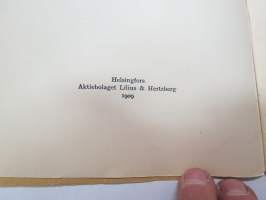 Helsingfors
Aktiebolaget Lilius & Hertzberg
1909